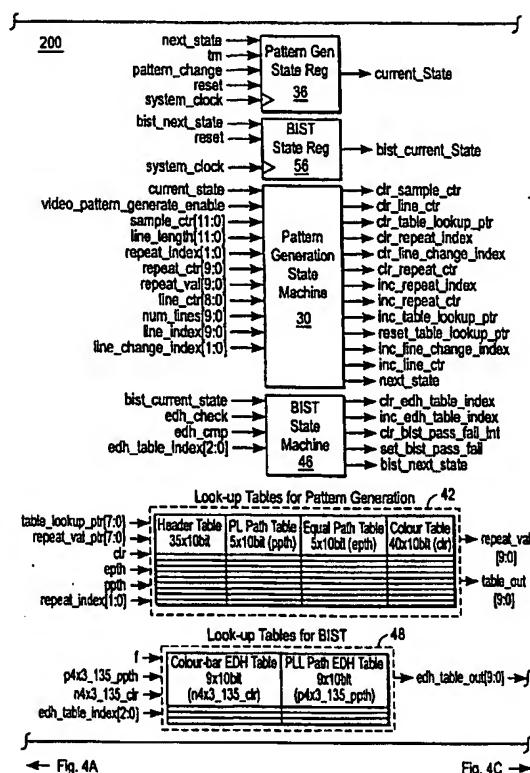 200
next_state
tm
pattern_change
reset
system_clock
Pattern Gen
State Reg
36
current_State
bist_next_state
reset
system_clock
BIST
State Reg
56
bist_current_State
current_state
video_pattern_generate_enable
sample_ctr[11:0]
line_length[11:0]
repeat_index[1:0]
repeat_ctr[9:0]
repeat_val[9:0]
line_ctr[8:0]
num_lines[9:0]
line_index[9:0]
line_change_index[1:0]
Pattern
Generation
State
Machine
30
clr_sample_ctr
clr_line_ctr
clr_table_lookup_ptr
clr_repeat_index
clr_line_change_index
clr_repeat_ctr
inc_repeat_index
inc_repeat_ctr
inc_table_lookup_ptr
reset_table_lookup_ptr
inc_line_change_index
inc_line_ctr
next_state
bist_current_state
edh_check
edh_cmp
edh_table_index[2:0]
BIST
State
Machine
46
clr_edh_table_index
inc_edh_table_index
clr_bist_pass_fail_int
set_bist_pass_fail
bist_next_state
Look-up Tables for Pattern Generation 42
table_lookup_ptr[7:0]
repeat_val_ptr[7:0]
clr
epth
ppth
repeat_index[1:0]
Header Table
35x10bit
PL Path Table
5x10bit (ppth)
Equal Path Table
5x10bit (epth)
Colour Table
40x10bit (clr)
repeat_val
[9:0]
table_out
[9:0]
Look-up Tables for BIST 48
f
p4x3_135_ppth
n4x3_135_clr
edh_table_index[2:0]
Colour-bar EDH Table
9x10bit
(n4x3_135_clr)
PLL Path EDH Table
9x10bit
(p4x3_135_ppth)
edh_table_out[9:0]
Fig. 4A
Fig. 4C